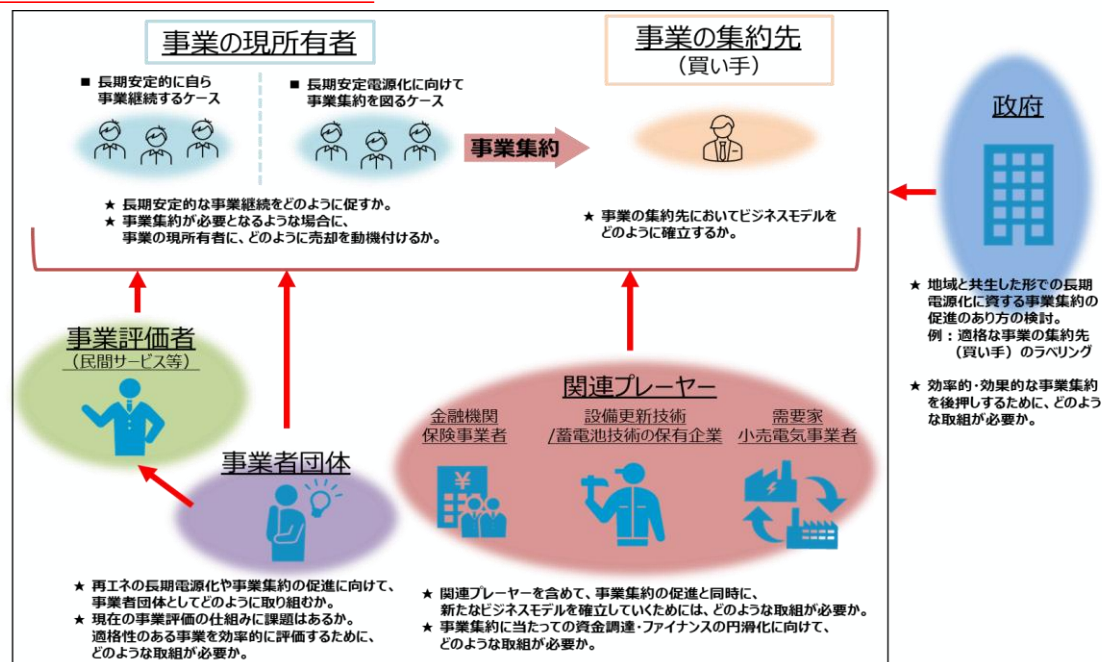 事業の現所有者
■ 長期安定的に自ら
事業継続するケース
■ 長期安定電源化に向けて
事業集約を図るケース
事業集約
事業の集約先
(買い手)
★ 長期安定的な事業継続をどのように促すか。
★ 事業集約が必要となるような場合に、
事業の現所有者に、どのように売却を動機付けるか。
★ 事業の集約先においてビジネスモデルを
どのように確立するか。
政府
★ 地域と共生した形での長期
電源化に資する事業集約の
促進のあり方の検討。
例:適格な事業の集約先
(買い手)のラベリング
★ 効率的・効果的な事業集約
を後押しするために、どのよう
な取組が必要か。
事業評価者
(民間サービス等)
事業者団体
★ 再エネの長期電源化や事業集約の促進に向けて、
事業者団体としてどのように取り組むか。
★ 現在の事業評価の仕組みに課題はあるか。
適格性のある事業を効率的に評価するために、
どのような取組が必要か。
関連プレーヤー
金融機関
保険事業者
設備更新技術
/蓄電池技術の保有企業
需要家
小売電気事業者
¥
★ 関連プレーヤーを含めて、事業集約の促進と同時に、
新たなビジネスモデルを確立していくためには、どのような取組が必要か。
★ 事業集約に当たっての資金調達・ファイナンスの円滑化に向けて、
どのような取組が必要か。